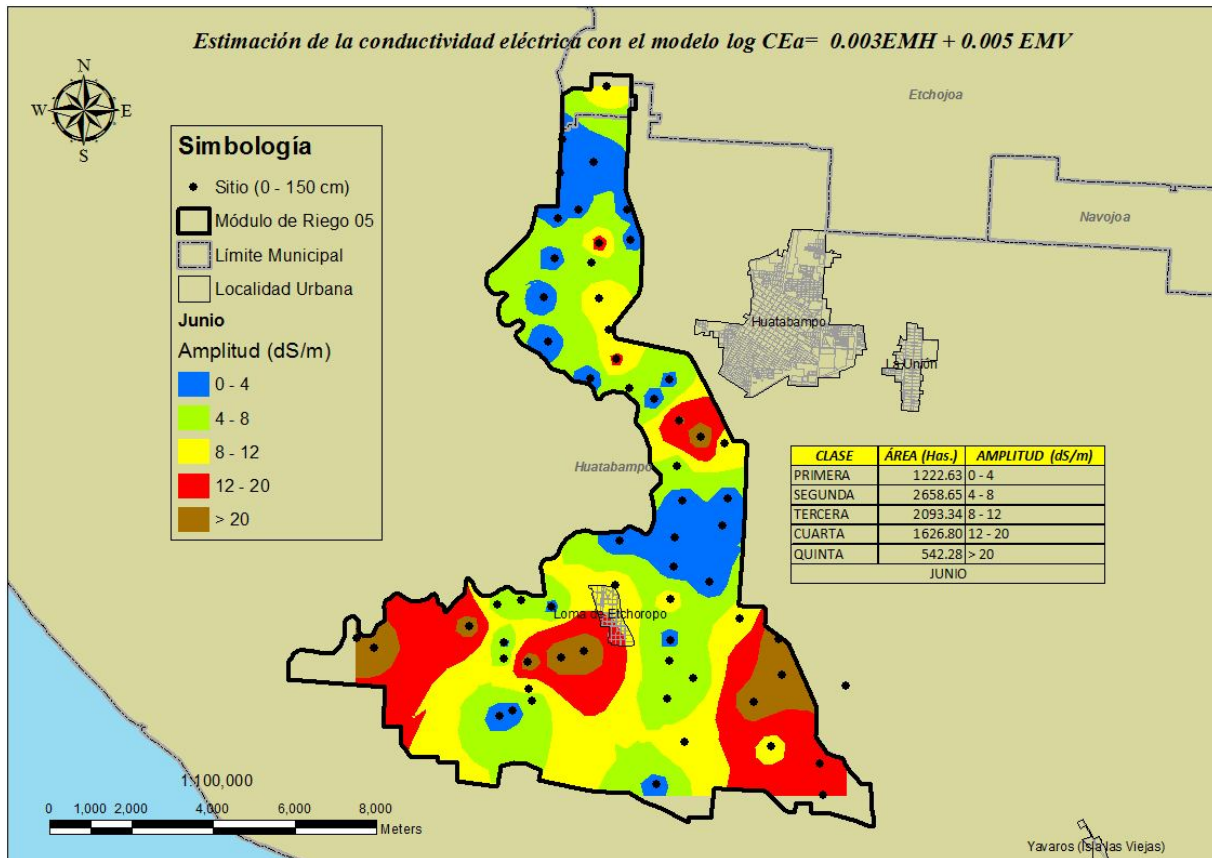 Estimación de la conductividad eléctrica con el modelo log CEa= 0.003EMH + 0.005 EMV
N
W E
S
Etchojoa
Navojoa
Simbología
Sitio (0 - 150 cm)
Módulo de Riego 05
Límite Municipal
Localidad Urbana
Junio
Amplitud (dS/m)
0 - 4
4 - 8
8 - 12
12 - 20
> 20
Huatabampo
La Unión
Huatabampo
CLASE ÁREA (Has.) AMPLITUD (dS/m)
PRIMERA 1222.63 0 - 4
SEGUNDA 2658.65 4 - 8
TERCERA 2093.34 8 - 12
CUARTA 1626.80 12 - 20
QUINTA 542.28 > 20
JUNIO
Loma de Etchoropo
1:100,000
0 1,000 2,000 4,000 6,000 8,000
Meters
Yavaros (Isla las Viejas)